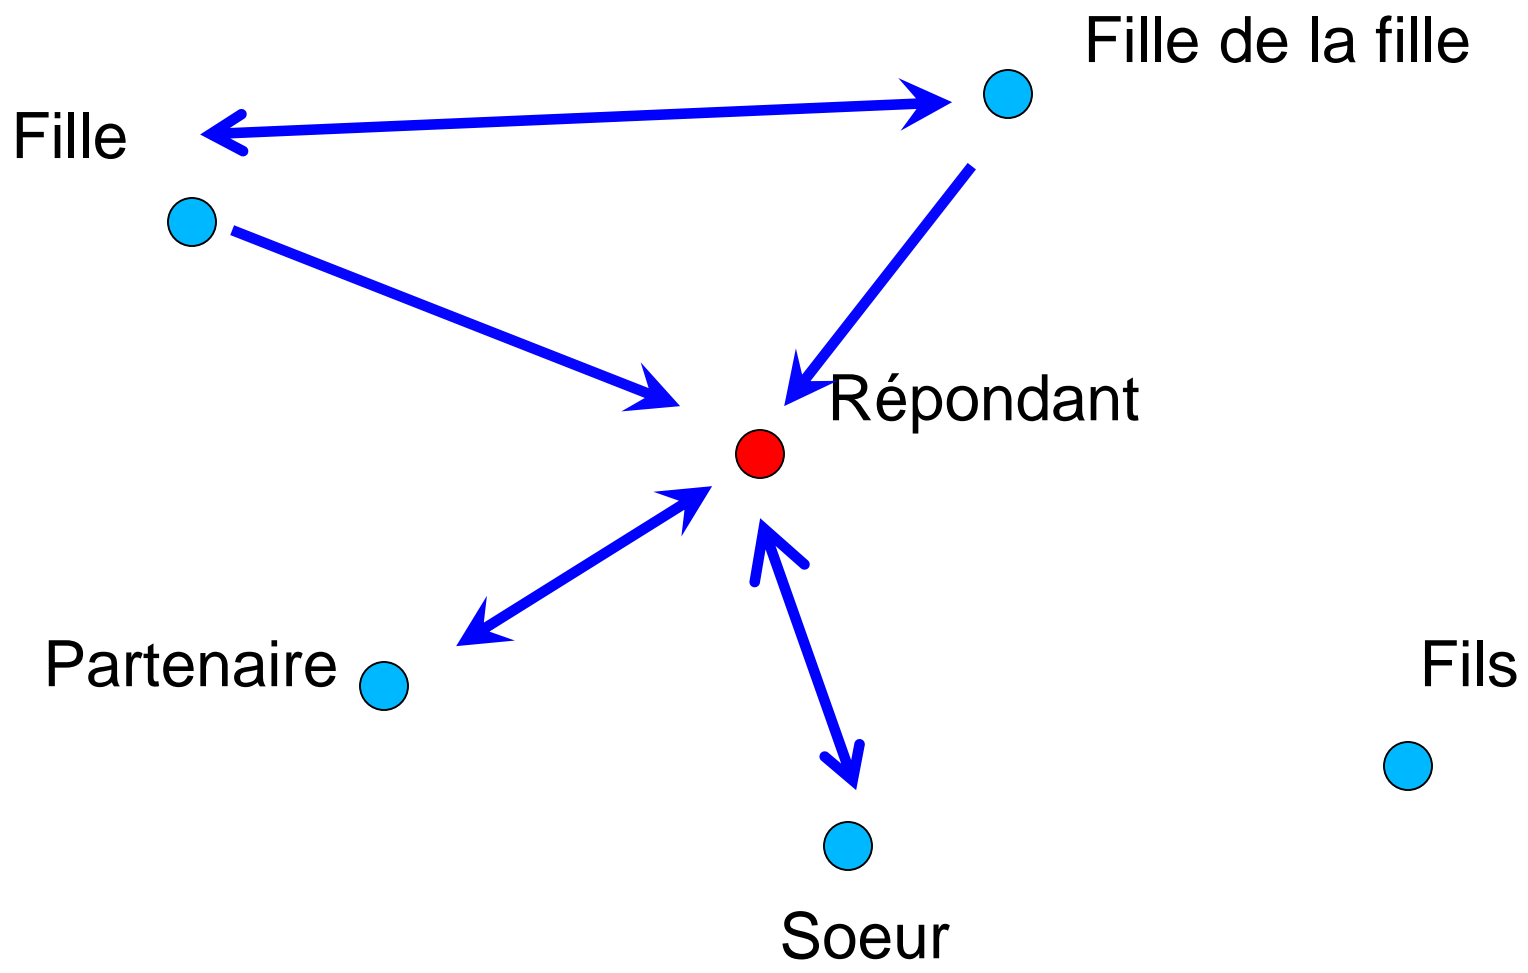 Fille de la fille
Fille
Répondant
Partenaire
Fils
Soeur